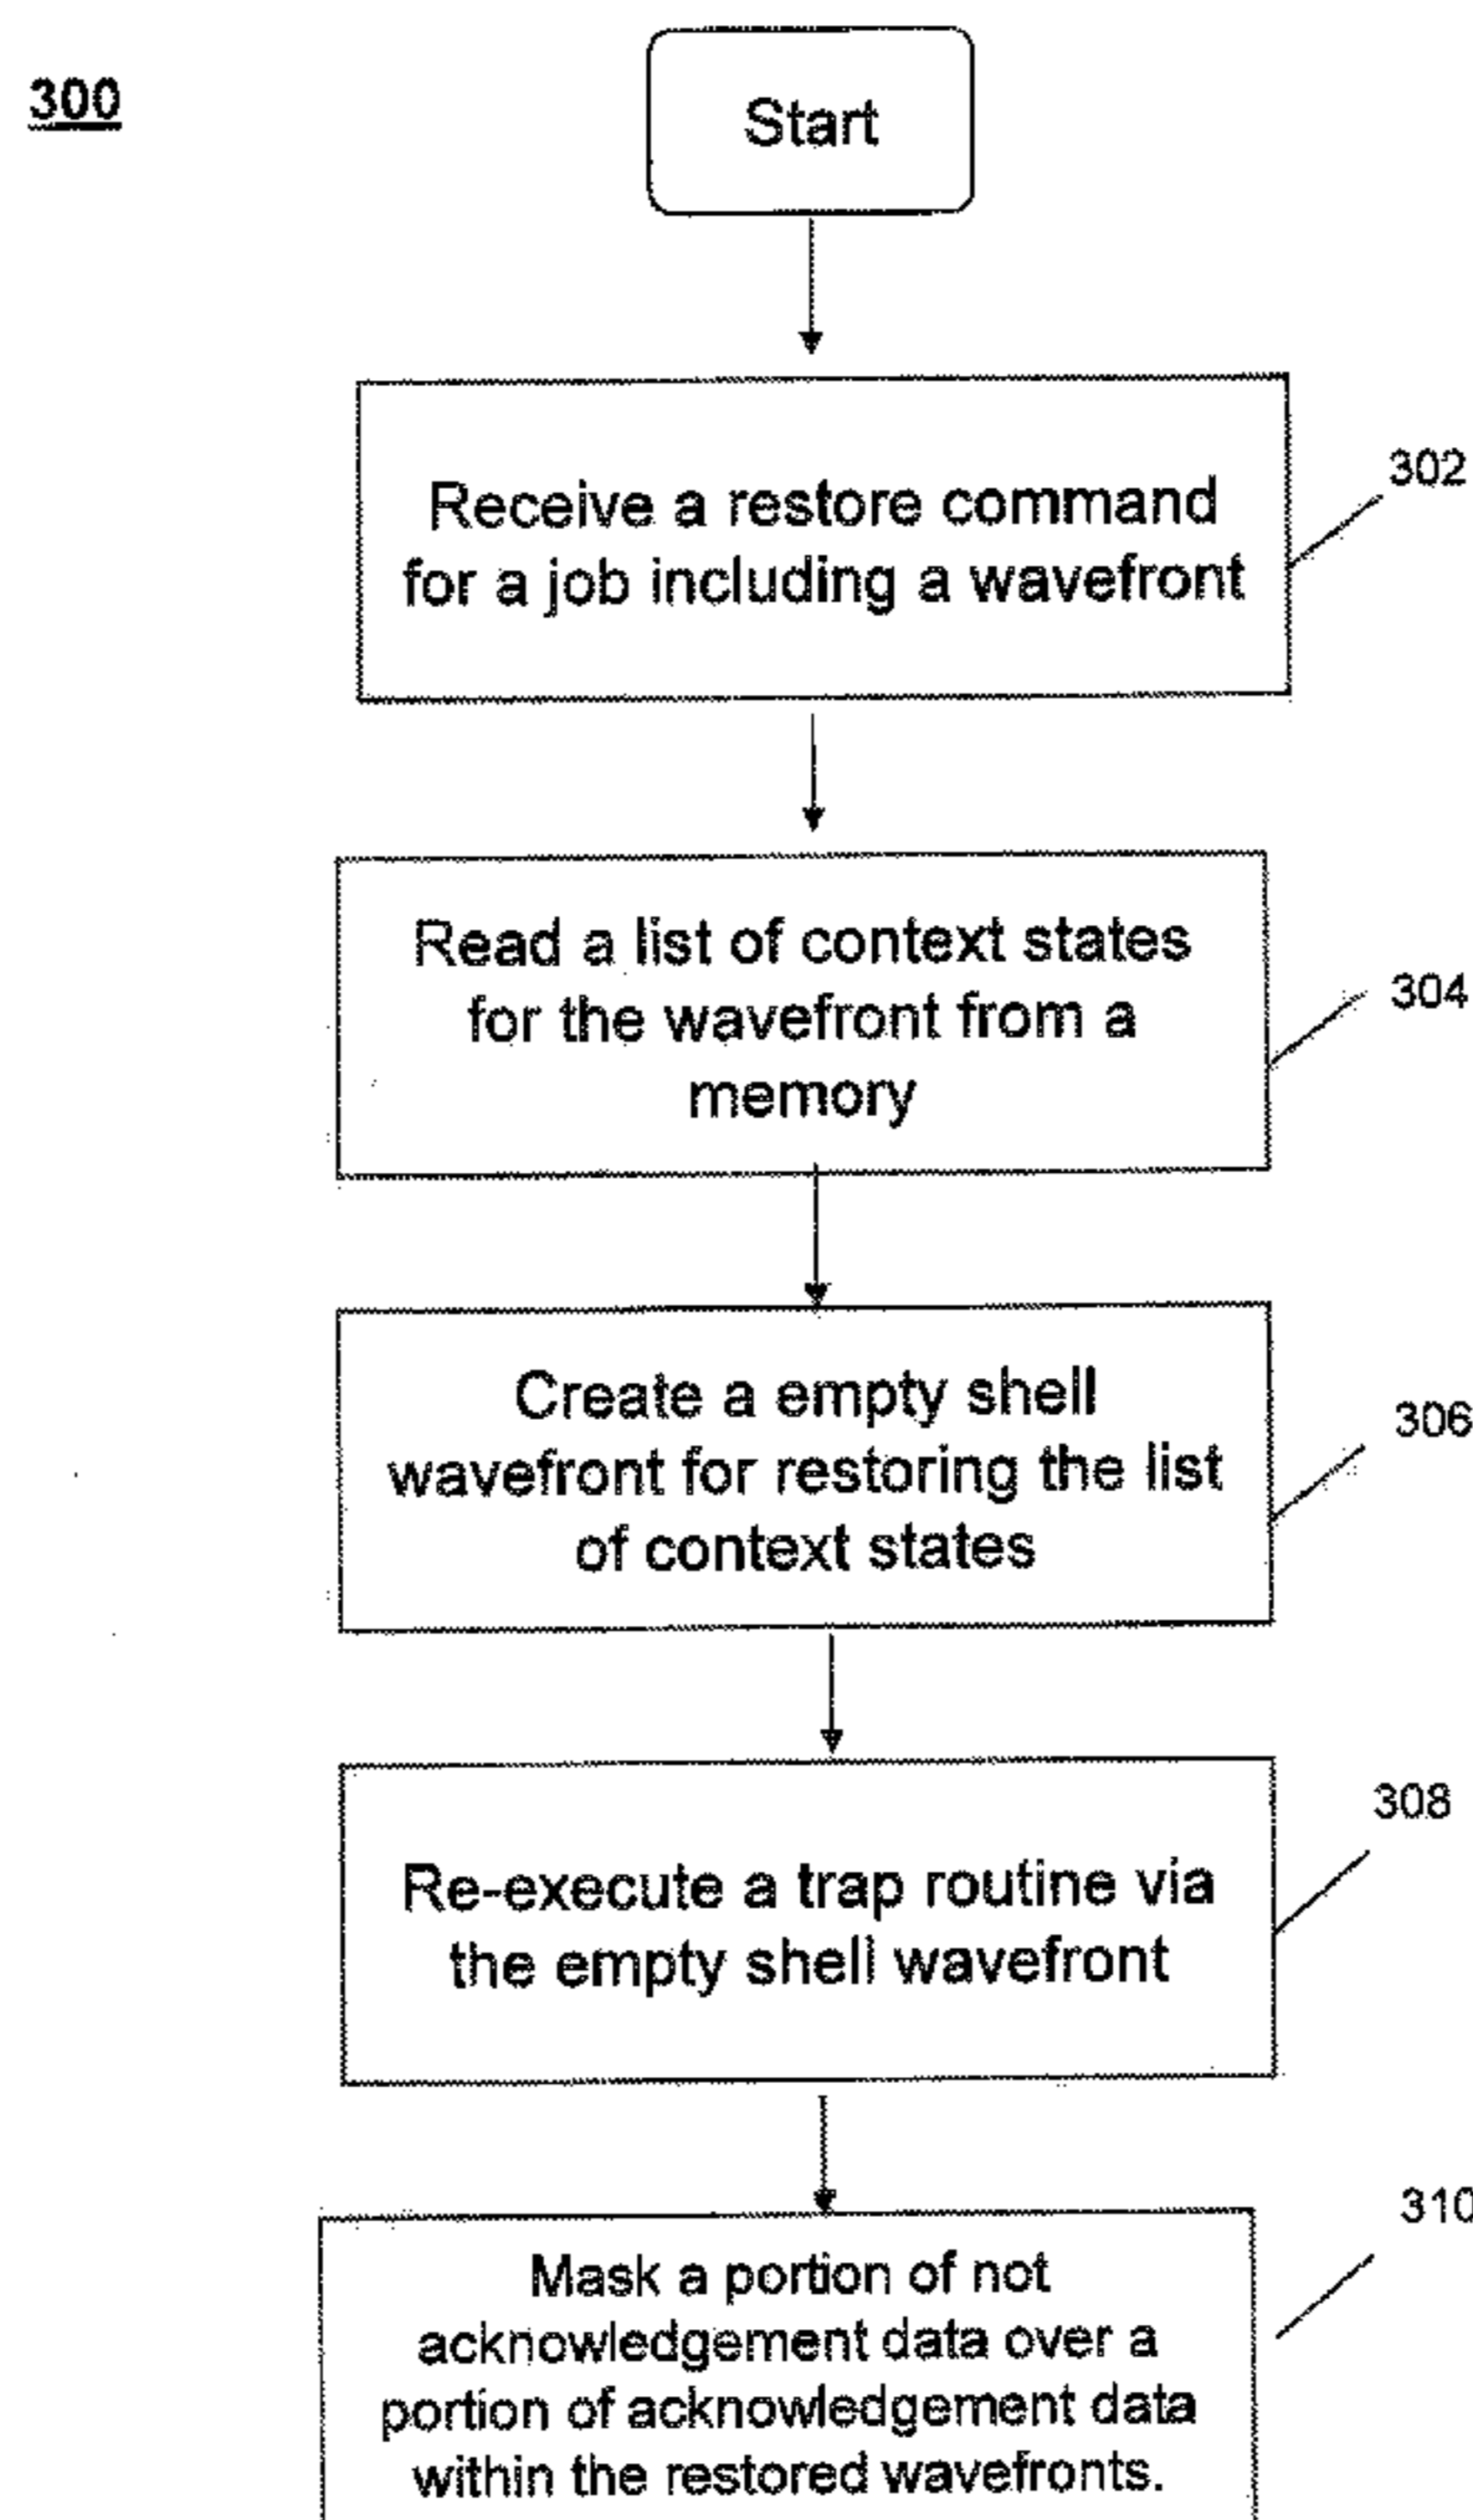 300
Start
Receive a restore command
for a job including a wavefront
302
Read a list of context states
for the wavefront from a
memory
304
Create a empty shell
wavefront for restoring the list
of context states
306
Re-execute a trap routine via
the empty shell wavefront
308
Mask a portion of not
acknowledgement data over a
portion of acknowledgement data
within the restored wavefronts.
310